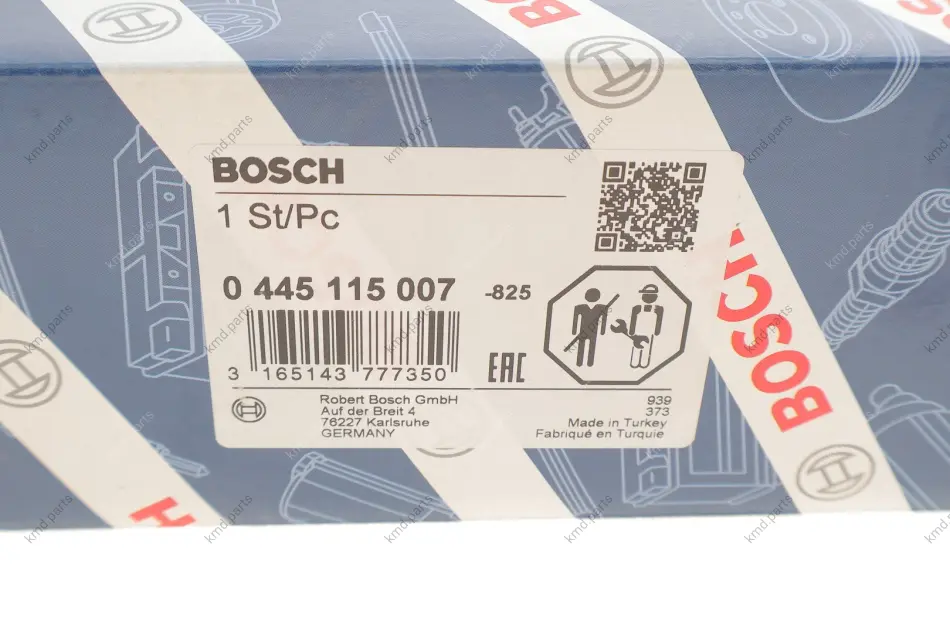 BOSCH
1 St/Pc
0 445 115 007 -825
3 165143 777350
EAC
Robert Bosch GmbH
Auf der Breit 4
76227 Karlsruhe
GERMANY
939
373
Made in Turkey
Fabriqué en Turquie
BOSCH
kmd.parts